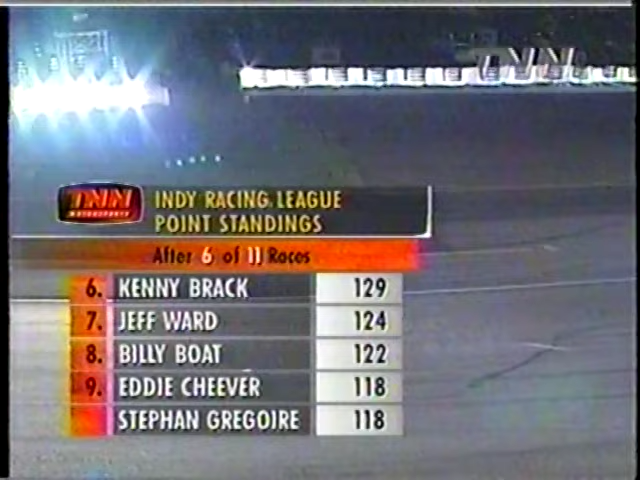 TNN
TNN
MOTORSPORTS
INDY RACING LEAGUE
POINT STANDINGS
After 6 of 11 Races
6. KENNY BRACK 129
7. JEFF WARD 124
8. BILLY BOAT 122
9. EDDIE CHEEVER 118
STEPHAN GREGOIRE 118